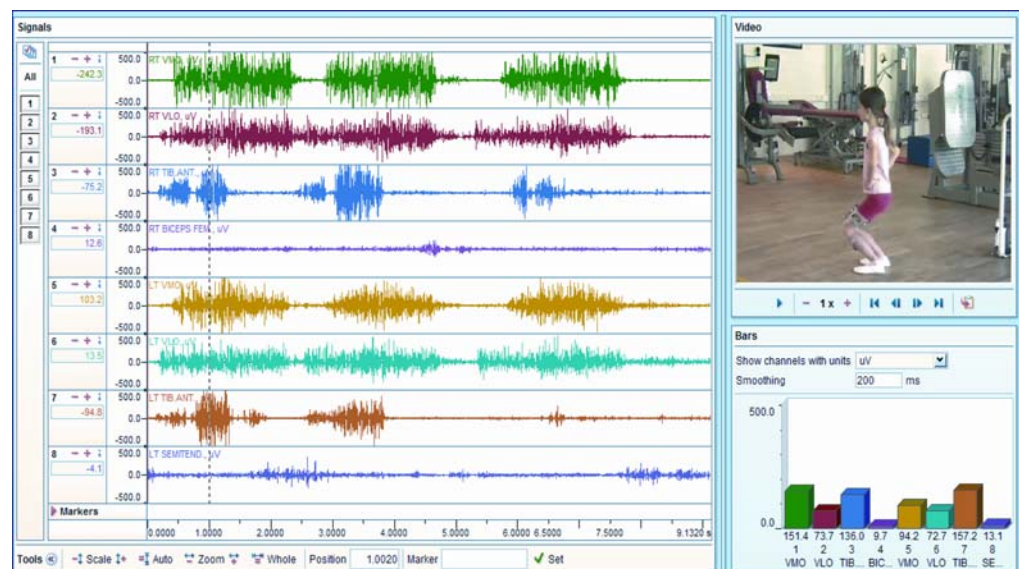 Signals
All
1
2
3
4
5
6
7
8
1 - + 500.0 RT VMO, uV
-242.3 0.0
-500.0
2 - + 500.0 RT VLO, uV
-193.1 0.0
-500.0
3 - + 500.0 RT TIB.ANT., uV
-75.2 0.0
-500.0
4 - + 500.0 RT BICEPS FEM., uV
12.6 0.0
-500.0
5 - + 500.0 LT VMO, uV
103.2 0.0
-500.0
6 - + 500.0 LT VLO, uV
13.5 0.0
-500.0
7 - + 500.0 LT TIB.ANT.
-94.8 0.0
-500.0
8 - + 500.0 LT SEMITEND., uV
-4.1 0.0
-500.0
Markers
0.0000 1.0000 2.0000 3.0000 4.0000 5.0000 6.0000 6.5000 7.5000 9.1320 s
Tools Scale Auto Zoom Whole Position 1.0020 Marker Set
Video
- 1 x +
Bars
Show channels with units uV
Smoothing 200 ms
500.0
0.0
151.4 73.7 136.0 9.7 94.2 72.7 157.2 13.1
1 2 3 4 5 6 7 8
VMO VLO TIB... BIC... VMO VLO TIB... SE...